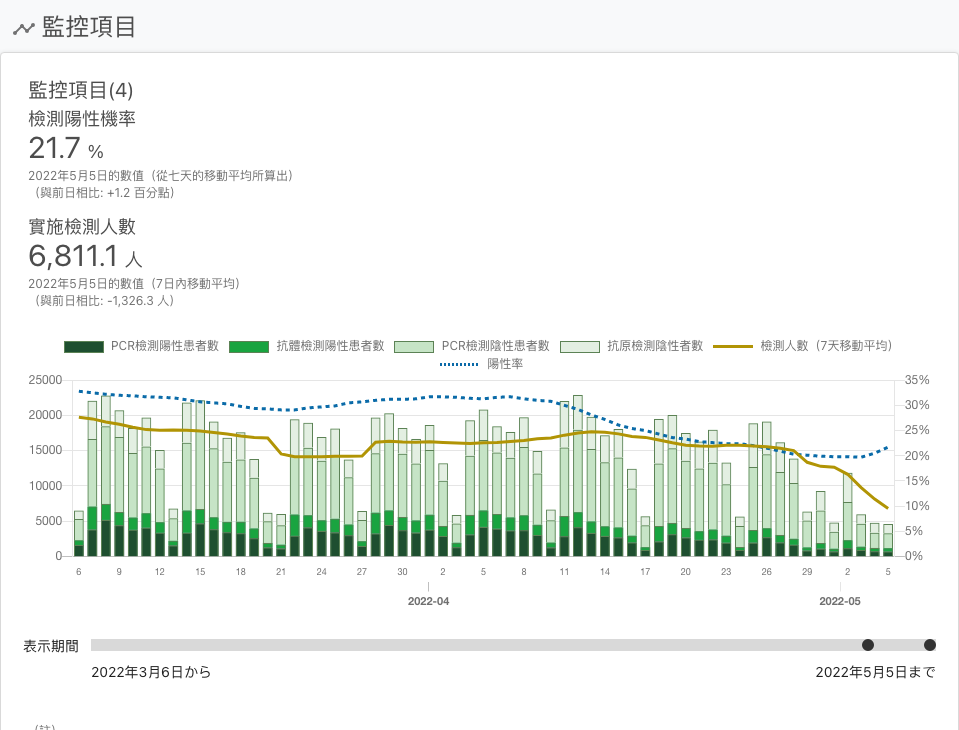 監控項目
監控項目(4)
檢測陽性機率
21.7 %
2022年5月5日的數值（從七天的移動平均所算出）
（與前日相比: +1.2 百分點）
實施檢測人數
6,811.1 人
2022年5月5日的數值（7日內移動平均）
（與前日相比: -1,326.3 人）
PCR檢測陽性患者數 抗體檢測陽性患者數 PCR檢測陰性患者數 抗原檢測陰性者數 檢測人數（7天移動平均）
陽性率
25000 35%
20000 30%
15000 25%
10000 20%
5000 15%
0 10%
5%
0%
6 9 12 15 18 21 24 27 30 2 5 8 11 14 17 20 23 26 29 2 5
2022-04 2022-05
表示期間
2022年3月6日から 2022年5月5日まで